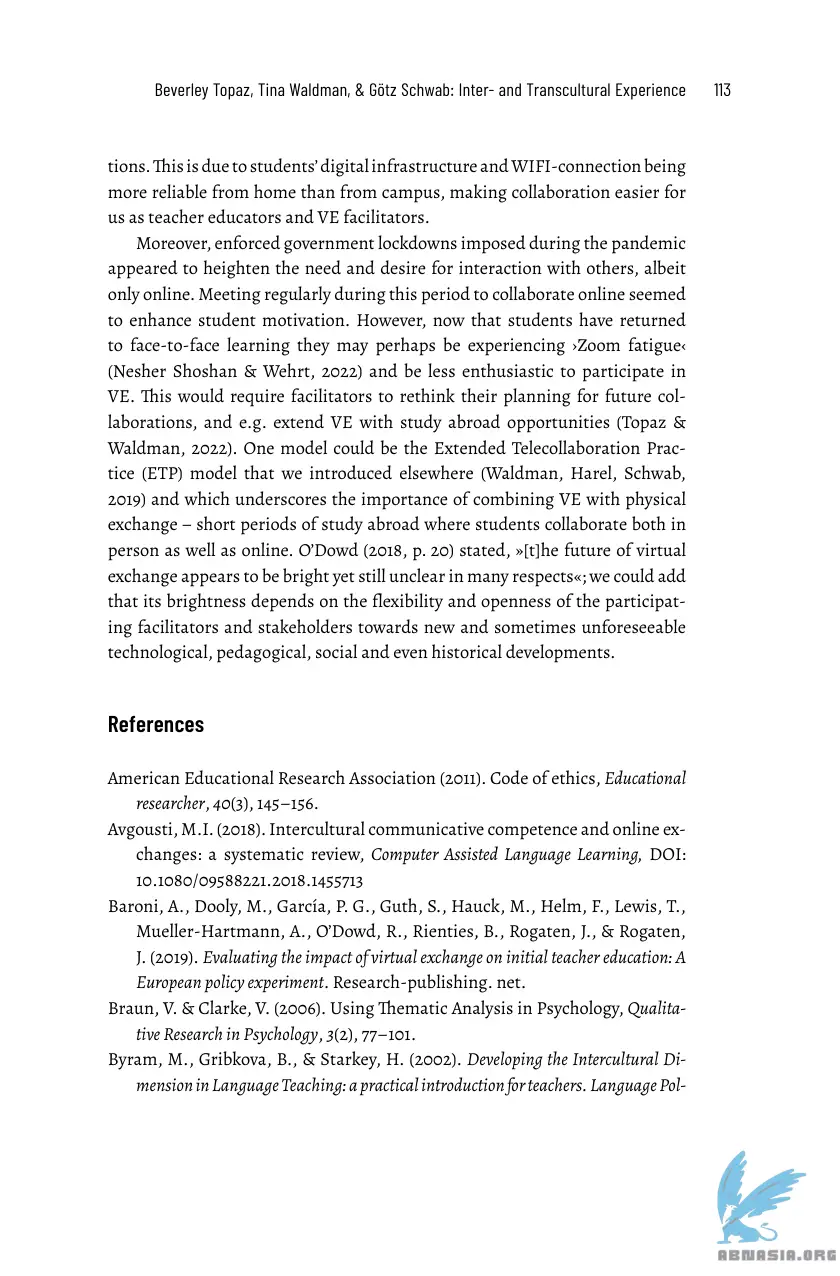 Beverley Topaz, Tina Waldman, & Götz Schwab: Inter- and Transcultural Experience 113
tions. This is due to students’ digital infrastructure and WIFI-connection being
more reliable from home than from campus, making collaboration easier for
us as teacher educators and VE facilitators.
Moreover, enforced government lockdowns imposed during the pandemic
appeared to heighten the need and desire for interaction with others, albeit
only online. Meeting regularly during this period to collaborate online seemed
to enhance student motivation. However, now that students have returned
to face-to-face learning they may perhaps be experiencing ›Zoom fatigue‹
(Nesher Shoshan & Wehrt, 2022) and be less enthusiastic to participate in
VE. This would require facilitators to rethink their planning for future col-
laborations, and e.g. extend VE with study abroad opportunities (Topaz &
Waldman, 2022). One model could be the Extended Telecollaboration Prac-
tice (ETP) model that we introduced elsewhere (Waldman, Harel, Schwab,
2019) and which underscores the importance of combining VE with physical
exchange – short periods of study abroad where students collaborate both in
person as well as online. O’Dowd (2018, p. 20) stated, »[t]he future of virtual
exchange appears to be bright yet still unclear in many respects«; we could add
that its brightness depends on the flexibility and openness of the participat-
ing facilitators and stakeholders towards new and sometimes unforeseeable
technological, pedagogical, social and even historical developments.
References
American Educational Research Association (2011). Code of ethics, Educational
researcher, 40(3), 145–156.
Avgousti, M.I. (2018). Intercultural communicative competence and online ex-
changes: a systematic review, Computer Assisted Language Learning, DOI:
10.1080/09588221.2018.1455713
Baroni, A., Dooly, M., García, P. G., Guth, S., Hauck, M., Helm, F., Lewis, T.,
Mueller-Hartmann, A., O’Dowd, R., Rienties, B., Rogaten, J., & Rogaten,
J. (2019). Evaluating the impact of virtual exchange on initial teacher education: A
European policy experiment. Research-publishing. net.
Braun, V. & Clarke, V. (2006). Using Thematic Analysis in Psychology, Qualita-
tive Research in Psychology, 3(2), 77–101.
Byram, M., Gribkova, B., & Starkey, H. (2002). Developing the Intercultural Di-
mension in Language Teaching: a practical introduction for teachers. Language Pol-
ABNASIA.ORG